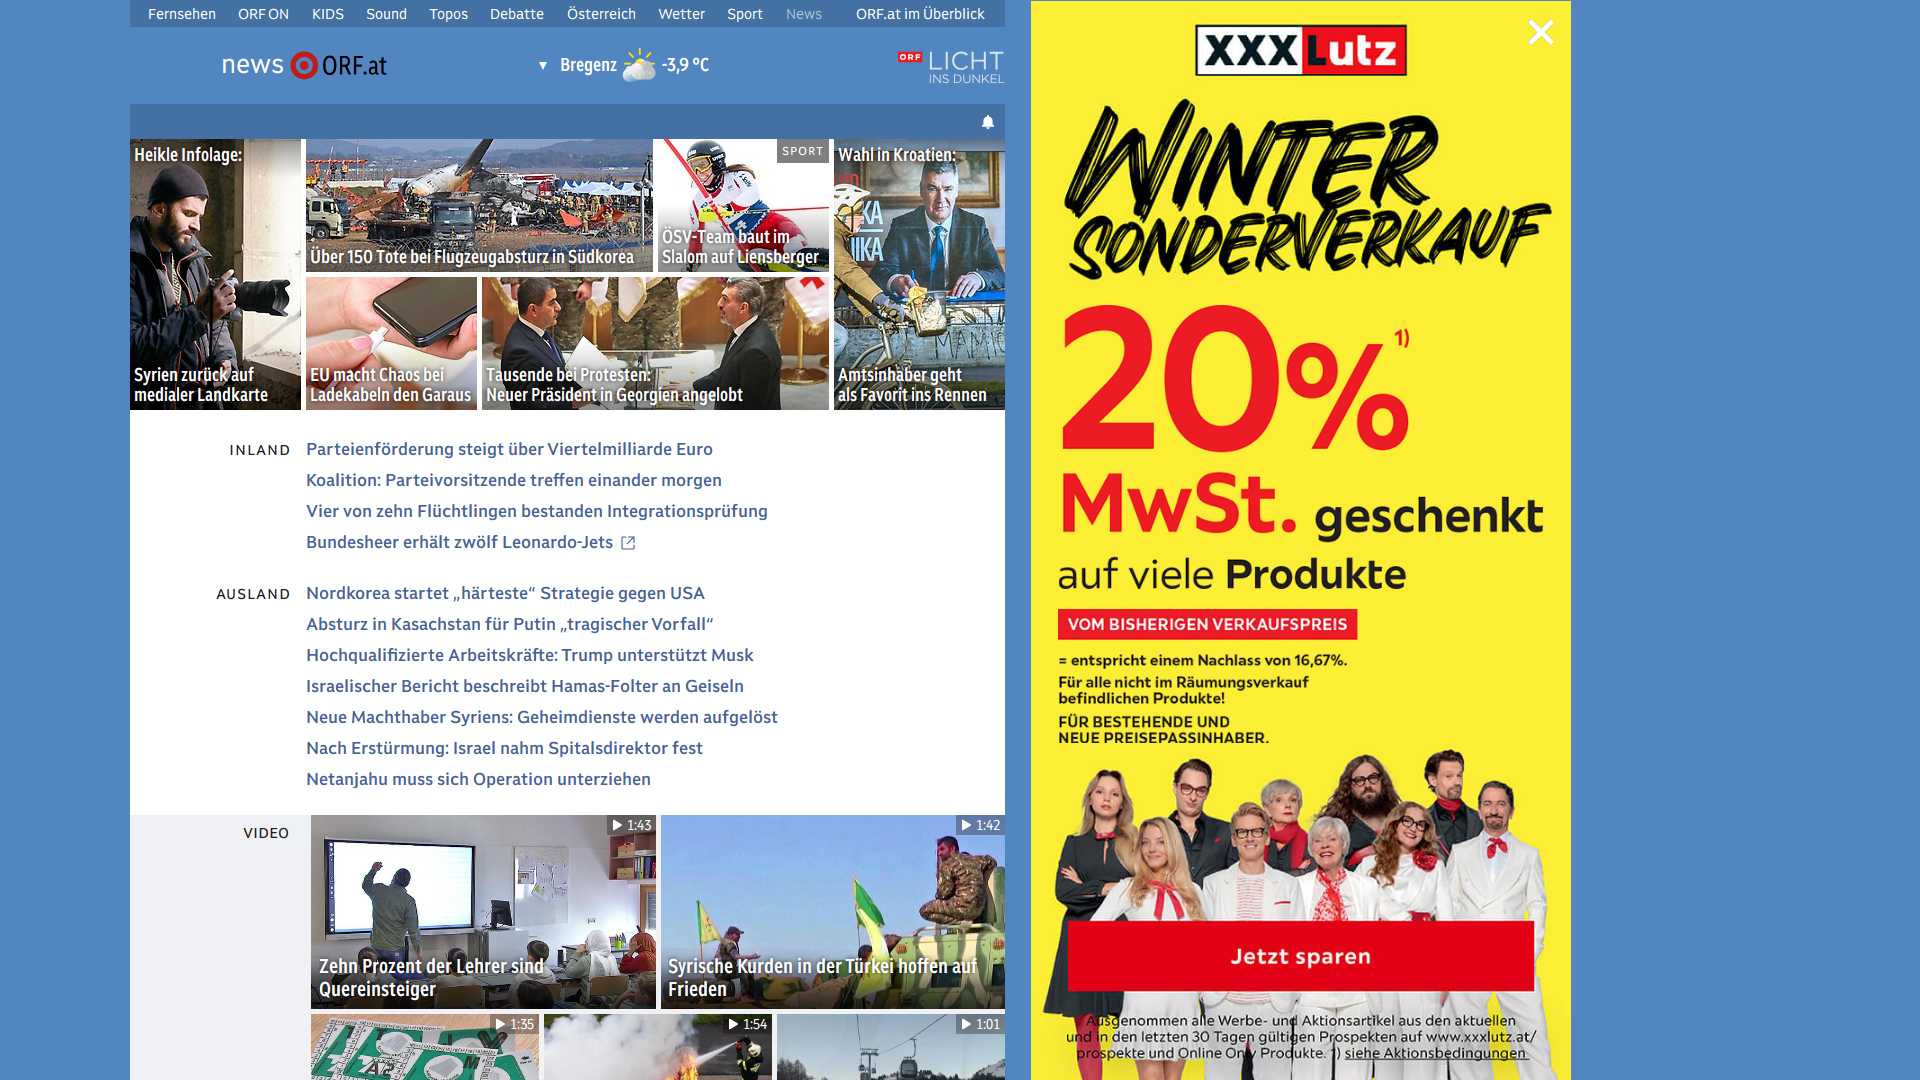 Fernsehen ORF ON KIDS Sound Topos Debatte Österreich Wetter Sport News ORF.at im Überblick
news ORF.at
▼ Bregenz -3,9 °C
ORF LICHT
INS DUNKEL
Heikle Infolage:
Syrien zurück auf
medialer Landkarte
Über 150 Tote bei Flugzeugabsturz in Südkorea
SPORT
ÖSV-Team baut im
Slalom auf Liensberger
Wahl in Kroatien:
Amtsinhaber geht
als Favorit ins Rennen
EU macht Chaos bei
Ladekabeln den Garaus
Tausende bei Protesten:
Neuer Präsident in Georgien angelobt
INLAND
Parteienförderung steigt über Viertelmilliarde Euro
Koalition: Parteivorsitzende treffen einander morgen
Vier von zehn Flüchtlingen bestanden Integrationsprüfung
Bundesheer erhält zwölf Leonardo-Jets
AUSLAND
Nordkorea startet „härteste“ Strategie gegen USA
Absturz in Kasachstan für Putin „tragischer Vorfall“
Hochqualifizierte Arbeitskräfte: Trump unterstützt Musk
Israelischer Bericht beschreibt Hamas-Folter an Geiseln
Neue Machthaber Syriens: Geheimdienste werden aufgelöst
Nach Erstürmung: Israel nahm Spitalsdirektor fest
Netanjahu muss sich Operation unterziehen
VIDEO
1:43
Zehn Prozent der Lehrer sind
Quereinsteiger
1:42
Syrische Kurden in der Türkei hoffen auf
Frieden
1:35
1:54
1:01
XXXLutz
WINTER
SONDERVERKAUF
20% 1)
MwSt. geschenkt
auf viele Produkte
VOM BISHERIGEN VERKAUFSPREIS
= entspricht einem Nachlass von 16,67%.
Für alle nicht im Räumungsverkauf
befindlichen Produkte!
FÜR BESTEHENDE UND
NEUE PREISEPASSINHABER.
Jetzt sparen
Ausgenommen alle Werbe- und Aktionsartikel aus den aktuellen
und in den letzten 30 Tagen gültigen Prospekten auf www.xxxlutz.at/
prospekte und Online Only Produkte. 1) siehe Aktionsbedingungen